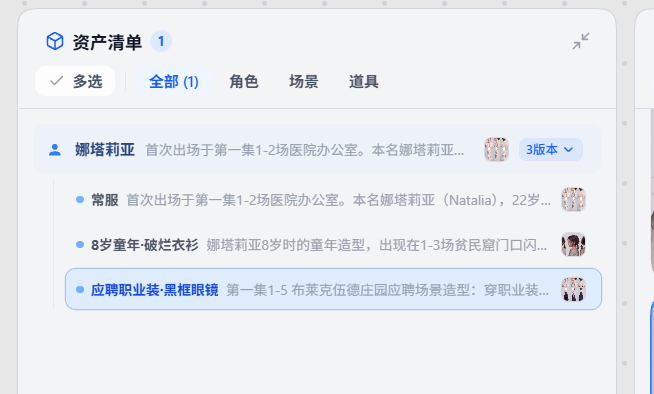 资产清单 1
多选 全部 (1) 角色 场景 道具
娜塔莉亚 首次出场于第一集1-2场医院办公室。本名娜塔莉亚... 3版本
常服 首次出场于第一集1-2场医院办公室。本名娜塔莉亚（Natalia），22岁...
8岁童年·破烂衣衫 娜塔莉亚8岁时的童年造型，出现在1-3场贫民窟门口闪...
应聘职业装·黑框眼镜 第一集1-5 布莱克伍德庄园应聘场景造型：穿职业装...